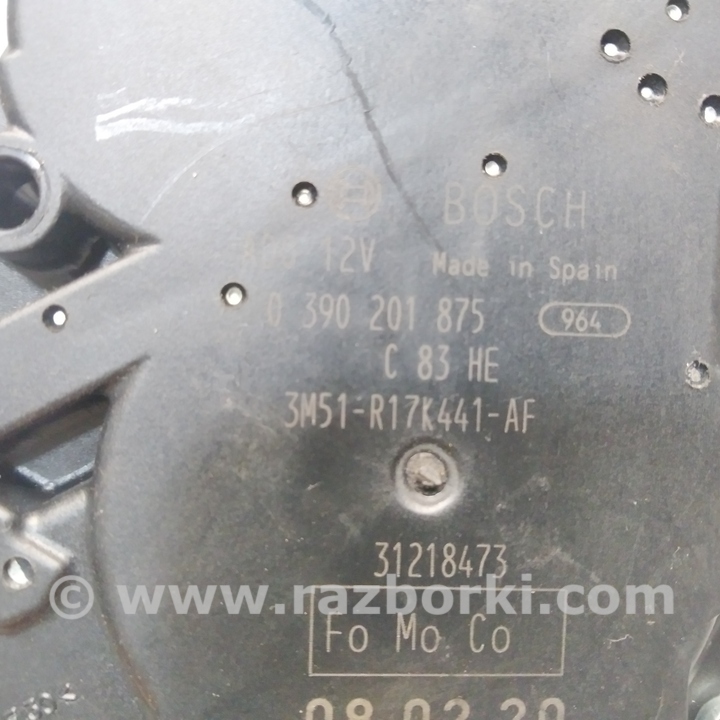 BOSCH
12V Made in Spain
0 390 201 875 964
C 83 HE
3M51-R17K441-AF
31218473
© www.razborki.com
Fo Mo Co